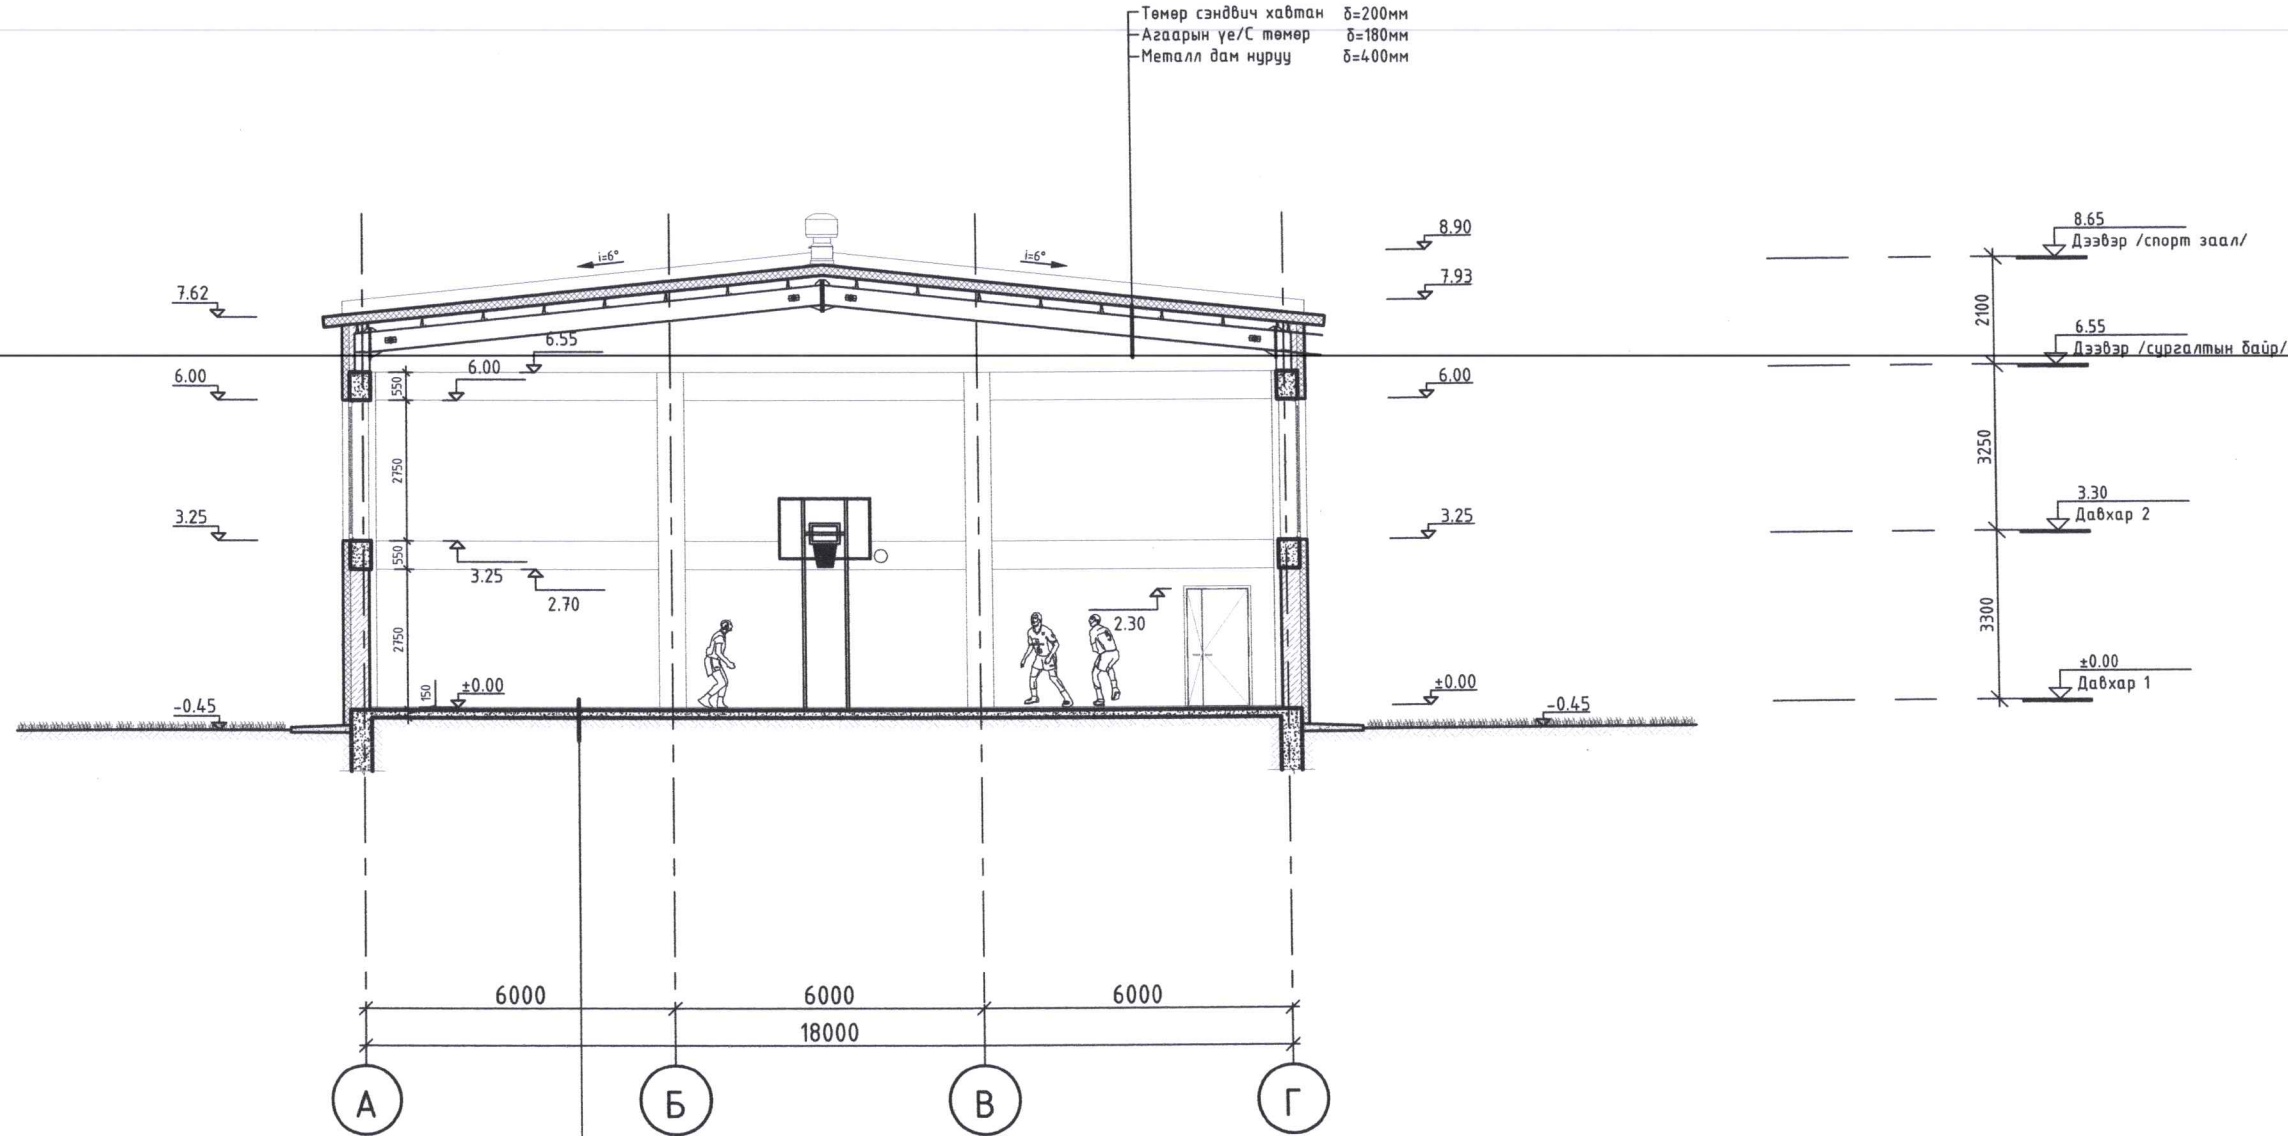 Төмөр сэндвич хавтан δ=200мм
Агаарын үе/С төмөр δ=180мм
Металл дам нуруу δ=400мм
8.65
Дээвэр /спорт заал/
8.90
i=6°
i=6°
7.93
7.62
2100
6.55
Дээвэр /сургалтын байр/
6.55
6.00
6.00
6.00
550
3250
2750
3.30
Давхар 2
3.25
3.25
550
3.25
2.70
2.30
3300
2750
±0.00
Давхар 1
±0.00
±0.00
150
-0.45
-0.45
6000
6000
6000
18000
А
Б
В
Г